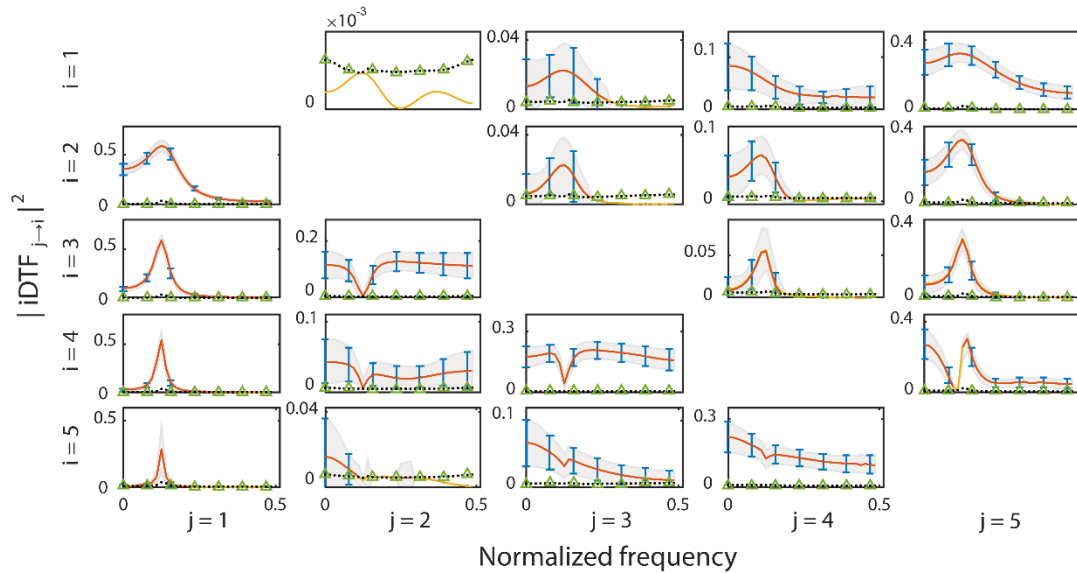 ×10⁻³
0.04 0.1 0.4
i = 1
0 0 0 0
0.04 0.1 0.4
i = 2
0.5
0 0 0 0
|iDTF j→i|²
i = 3
0.5 0.2 0.05 0.4
0 0 0 0
i = 4
0.5 0.1 0.3 0.4
0 0 0 0
i = 5
0.5 0.04 0.1 0.3
0 0 0 0
0 0.5 0 0.5 0 0.5 0 0.5
j = 1 j = 2 j = 3 j = 4 j = 5
Normalized frequency